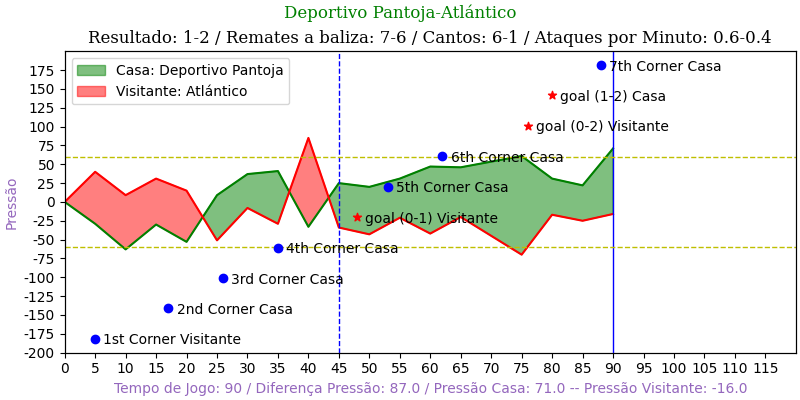 Deportivo Pantoja-Atlántico
Resultado: 1-2 / Remates a baliza: 7-6 / Cantos: 6-1 / Ataques por Minuto: 0.6-0.4
Casa: Deportivo Pantoja
Visitante: Atlántico
7th Corner Casa
goal (1-2) Casa
goal (0-2) Visitante
6th Corner Casa
5th Corner Casa
goal (0-1) Visitante
4th Corner Casa
3rd Corner Casa
2nd Corner Casa
1st Corner Visitante
Pressão
175
150
125
100
75
50
25
0
-25
-50
-75
-100
-125
-150
-175
-200
0 5 10 15 20 25 30 35 40 45 50 55 60 65 70 75 80 85 90 95 100 105 110 115
Tempo de Jogo: 90 / Diferença Pressão: 87.0 / Pressão Casa: 71.0 -- Pressão Visitante: -16.0